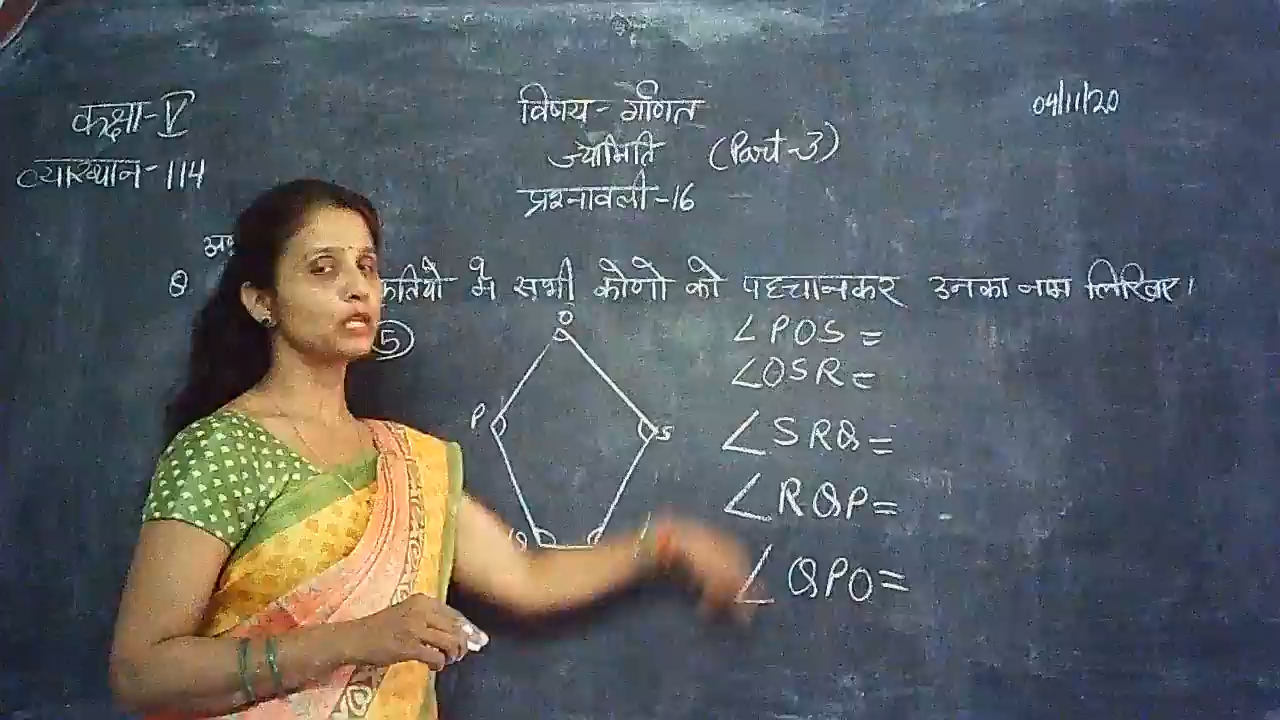 कक्षा-V
व्याख्यान-114
विषय- गणित
ज्यामिति (Part-3)
प्रश्नावली-16
04/11/20
में सभी कोणो को पहचानकर उनका नाम लिखिए।
5
O
P
S
Q
∠POS =
∠OSR =
∠SRQ =
∠RQP =
∠QPO =